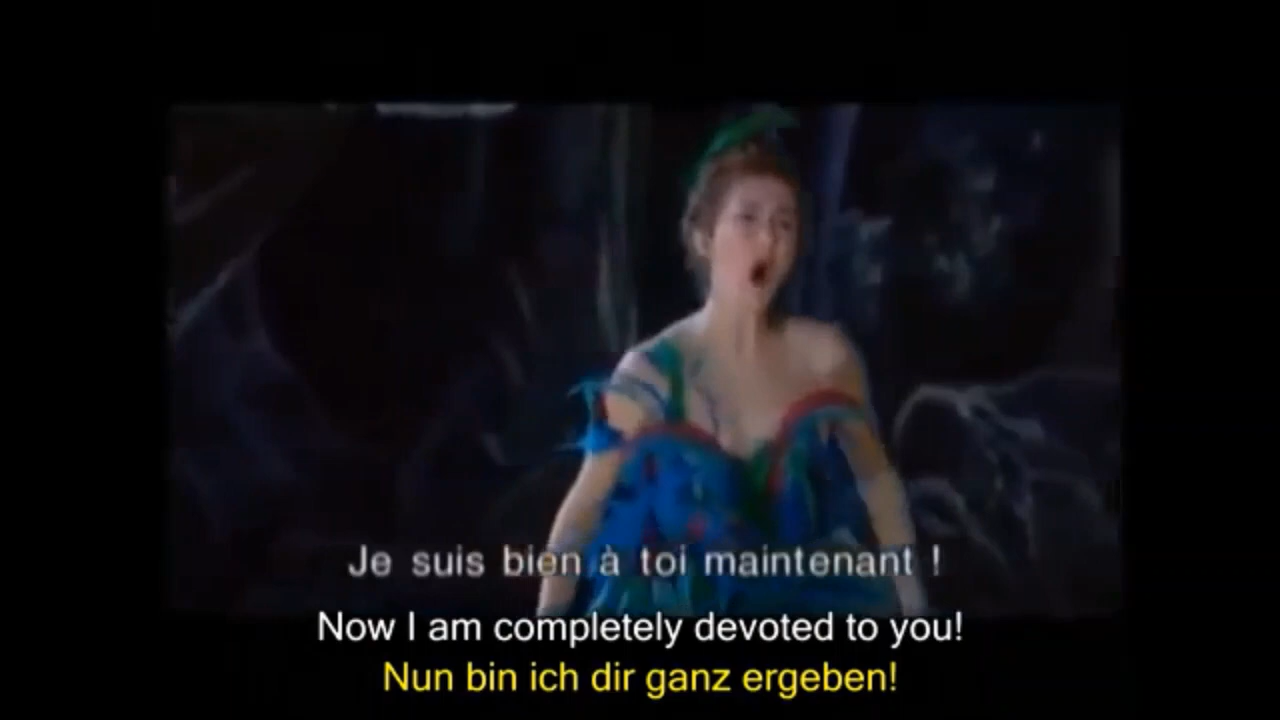 Je suis bien à toi maintenant !
Now I am completely devoted to you!
Nun bin ich dir ganz ergeben!